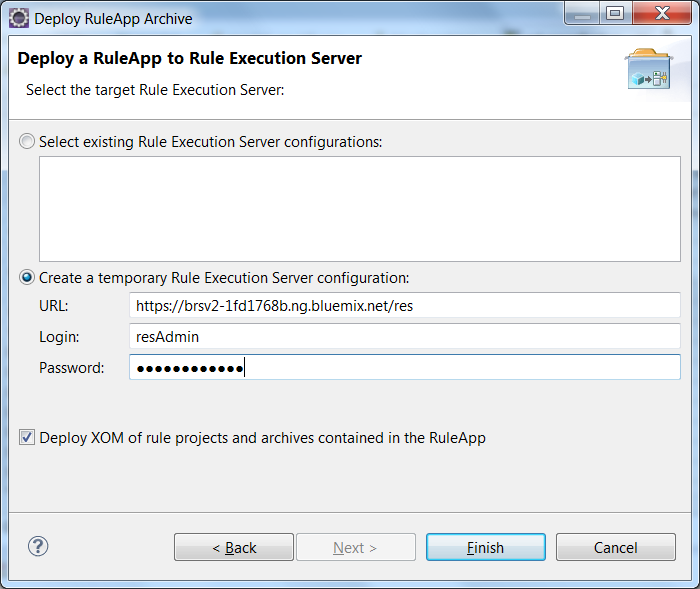 Deploy RuleApp Archive
Deploy a RuleApp to Rule Execution Server
Select the target Rule Execution Server:
Select existing Rule Execution Server configurations:
Create a temporary Rule Execution Server configuration:
URL: https://brsv2-1fd1768b.ng.bluemix.net/res
Login: resAdmin
Password: ●●●●●●●●●●●●
Deploy XOM of rule projects and archives contained in the RuleApp
? < Back Next > Finish Cancel